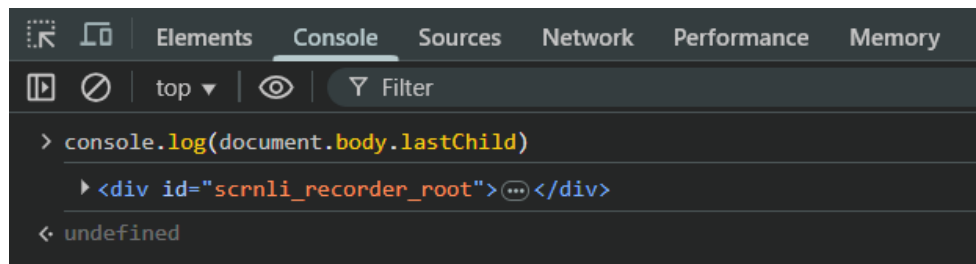 Elements Console Sources Network Performance Memory
top ▼ Filter
> console.log(document.body.lastChild)
▶ <div id="scrnli_recorder_root">⋯</div>
<· undefined